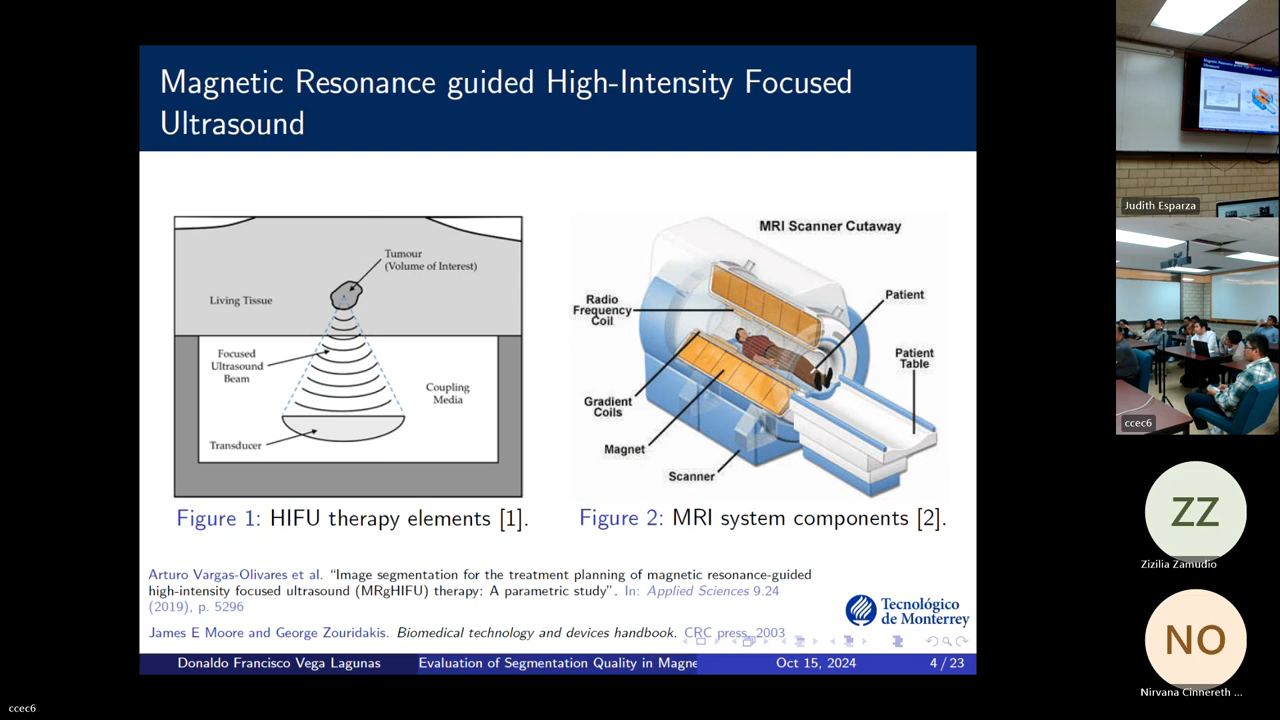 Magnetic Resonance guided High-Intensity Focused
Ultrasound
Tumour
(Volume of Interest)
Living Tissue
Focused
Ultrasound
Beam
Coupling
Media
Transducer
Figure 1: HIFU therapy elements [1].
MRI Scanner Cutaway
Radio
Frequency
Coil
Patient
Patient
Table
Gradient
Coils
Magnet
Scanner
Figure 2: MRI system components [2].
Arturo Vargas-Olivares et al. “Image segmentation for the treatment planning of magnetic resonance-guided
high-intensity focused ultrasound (MRgHIFU) therapy: A parametric study”. In: Applied Sciences 9.24
(2019), p. 5296
James E Moore and George Zouridakis. Biomedical technology and devices handbook. CRC press, 2003
Tecnológico
de Monterrey
Donaldo Francisco Vega Lagunas
Evaluation of Segmentation Quality in Magne
Oct 15, 2024
4 / 23
Judith Esparza
ccec6
ZZ
Zizilia Zamudio
NO
Nirvana Cinnereth ...
ccec6